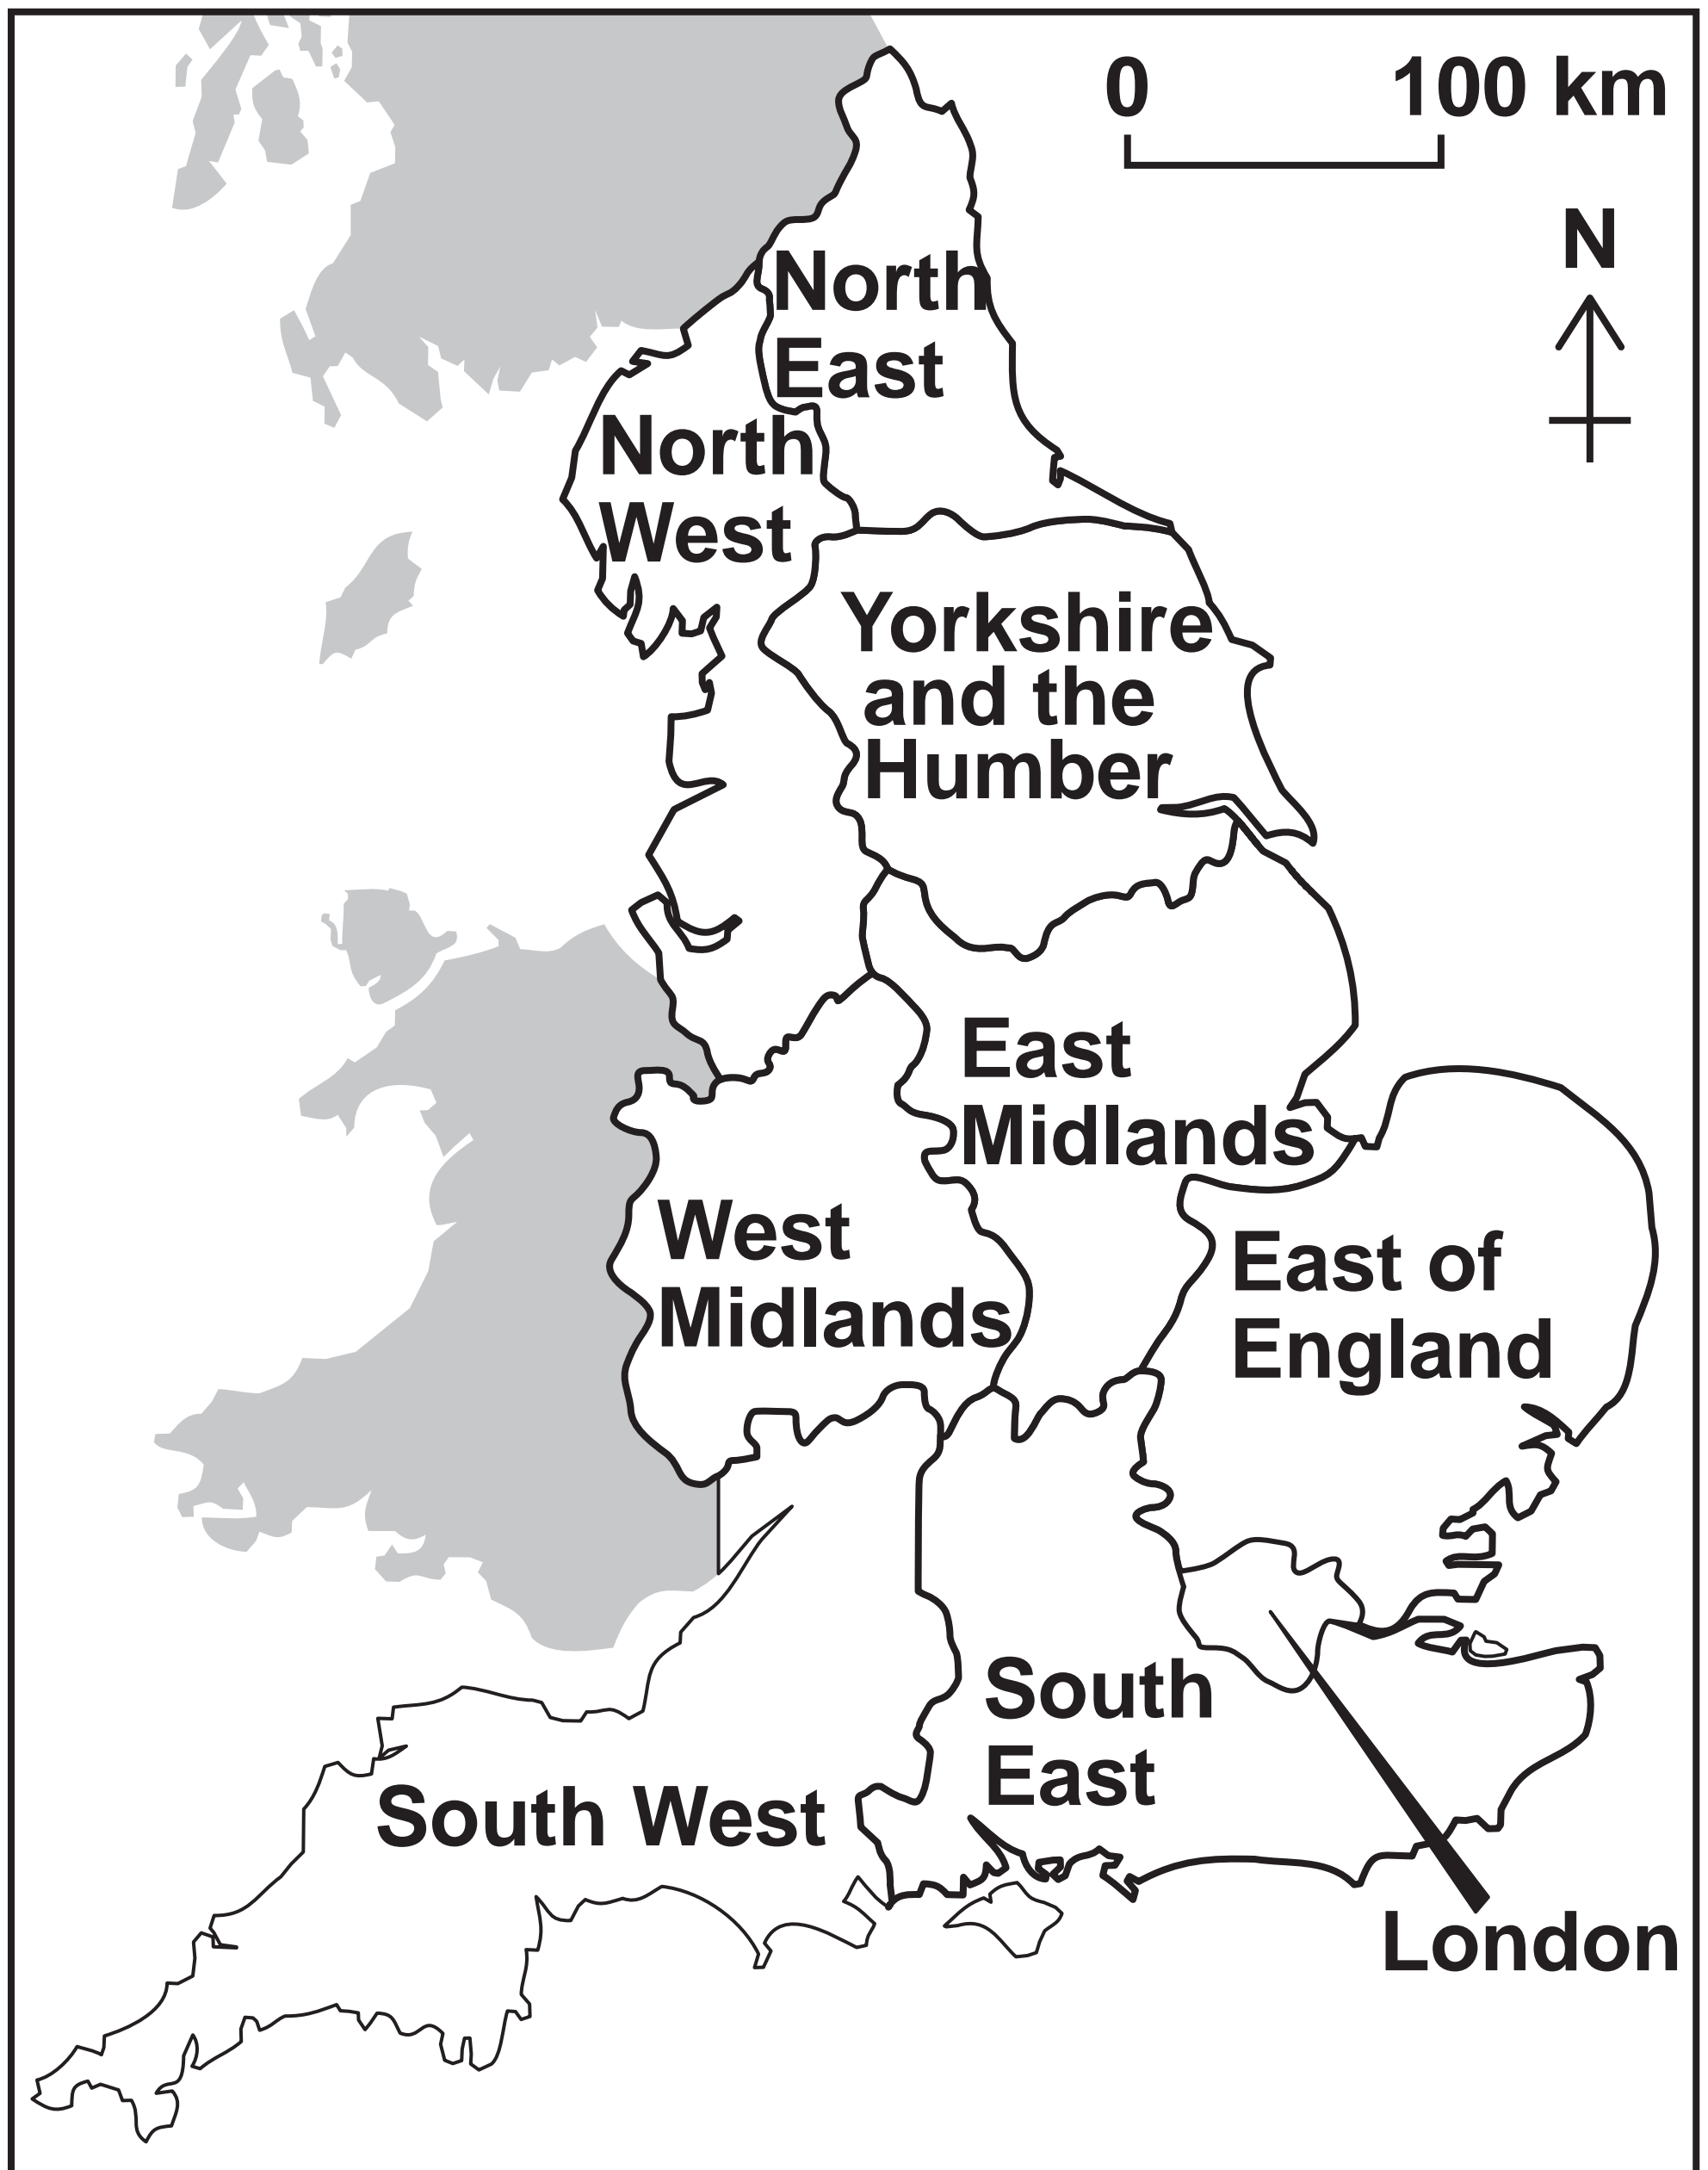 0 100 km
N
North
East
North
West
Yorkshire
and the
Humber
East
Midlands
West
Midlands
East of
England
South
East
South West
London